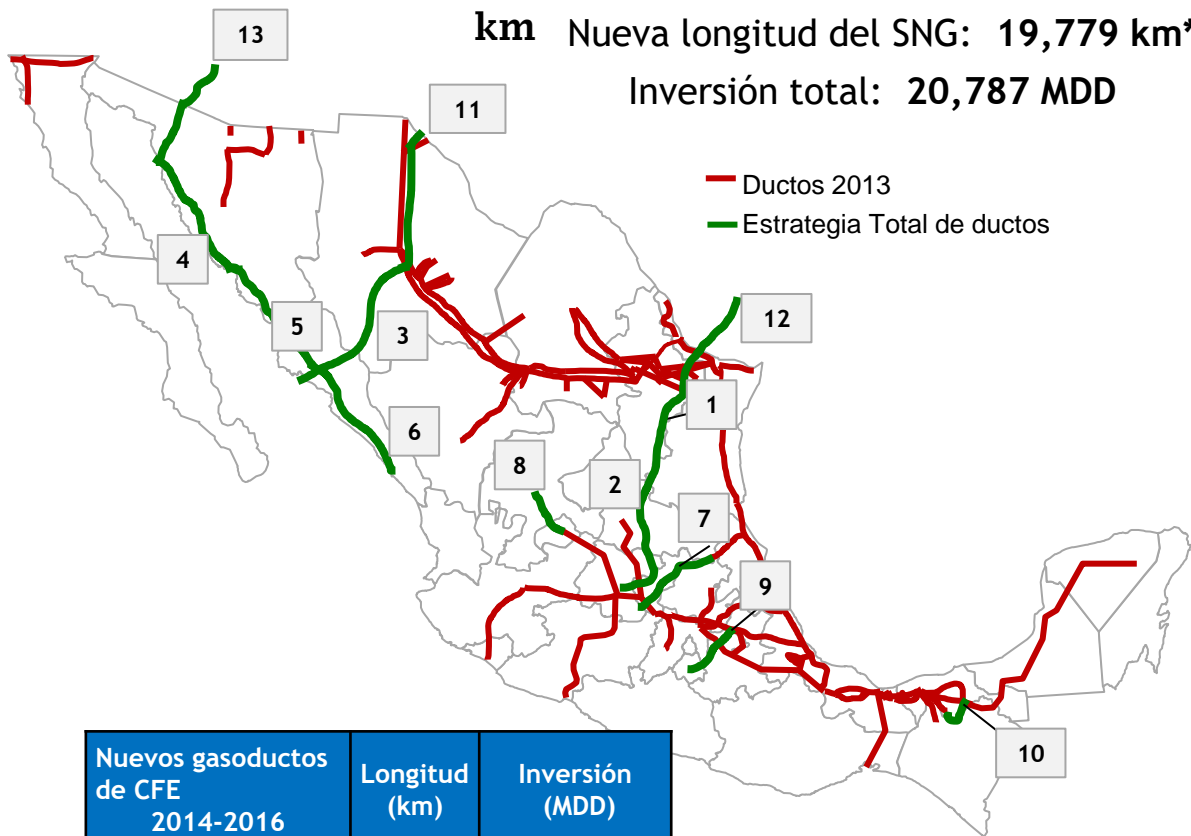 km Nueva longitud del SNG: 19,779 km*
Inversión total: 20,787 MDD
13
11
Ductos 2013
Estrategia Total de ductos
4
12
5
3
1
6
8
2
7
9
10
Nuevos gasoductos
de CFE
2014-2016
Longitud
(km)
Inversión
(MDD)